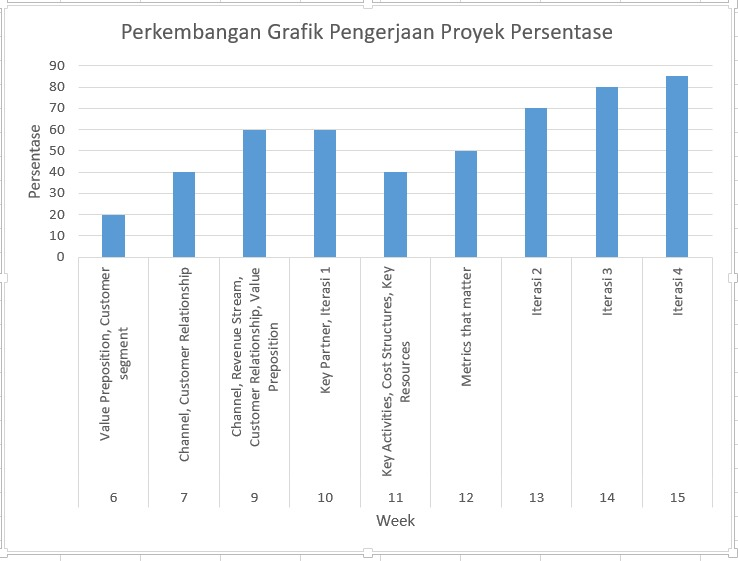 Perkembangan Grafik Pengerjaan Proyek Persentase
Persentase
90
80
70
60
50
40
30
20
10
0
Value Preposition, Customer
segment
Channel, Customer Relationship
Channel, Revenue Stream,
Customer Relationship, Value
Preposition
Key Partner, Iterasi 1
Key Activities, Cost Structures, Key
Resources
Metrics that matter
Iterasi 2
Iterasi 3
Iterasi 4
6 7 9 10 11 12 13 14 15
Week